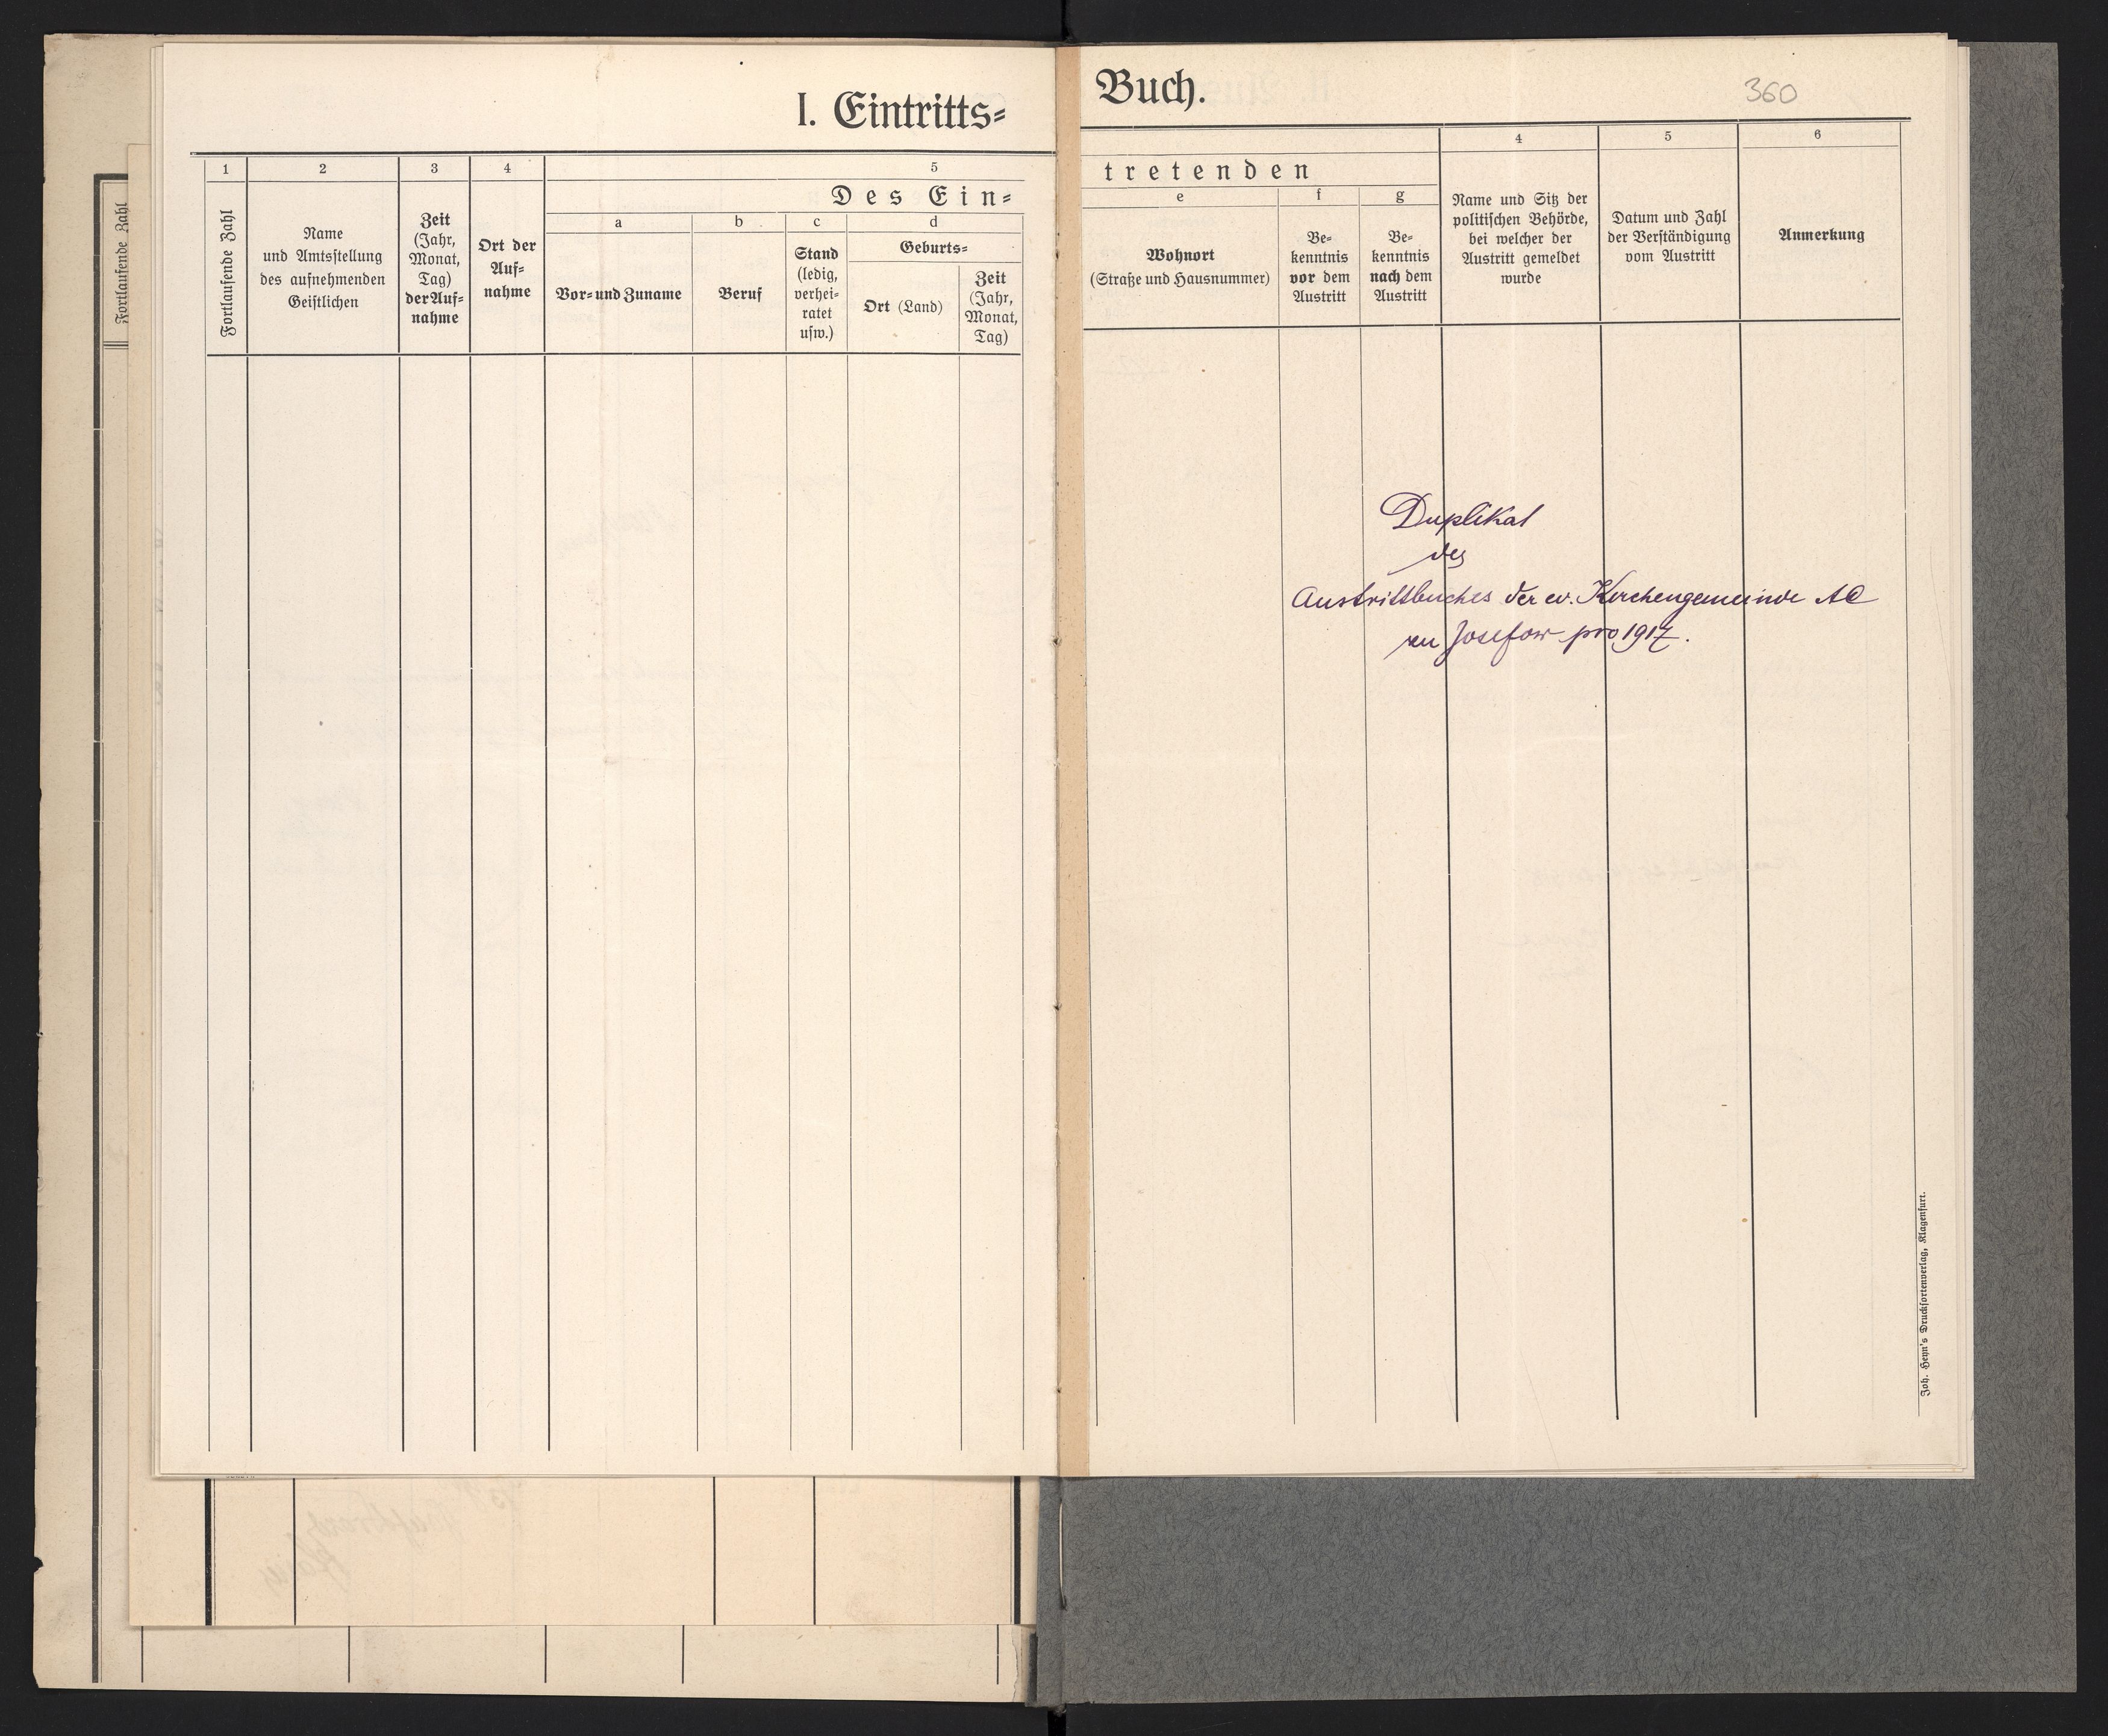 Fortlaufende Zahl
I. Eintritts=
1
2
3
4
5
Des Ein=
Fortlaufende Zahl
Name
und Amtsstellung
des aufnehmenden
Geistlichen
Zeit
(Jahr,
Monat,
Tag)
der Auf=
nahme
Ort der
Auf=
nahme
a
b
c
d
Vor= und Zuname
Beruf
Stand
(ledig,
verhei=
ratet
usw.)
Geburts=
Ort (Land)
Zeit
(Jahr,
Monat,
Tag)
Buch.
360
4
5
6
tretenden
e
f
g
Wohnort
(Straße und Hausnummer)
Be=
kenntnis
vor dem
Austritt
Be=
kenntnis
nach dem
Austritt
Name und Sitz der
politischen Behörde,
bei welcher der
Austritt gemeldet
wurde
Datum und Zahl
der Verständigung
vom Austritt
Anmerkung
Duplikat
des
Austrittbuches der ev. Kirchengemeinde AC
Josefow pro 1917.
Joh. Heyn's Drucksortenverlag, Klagenfurt.